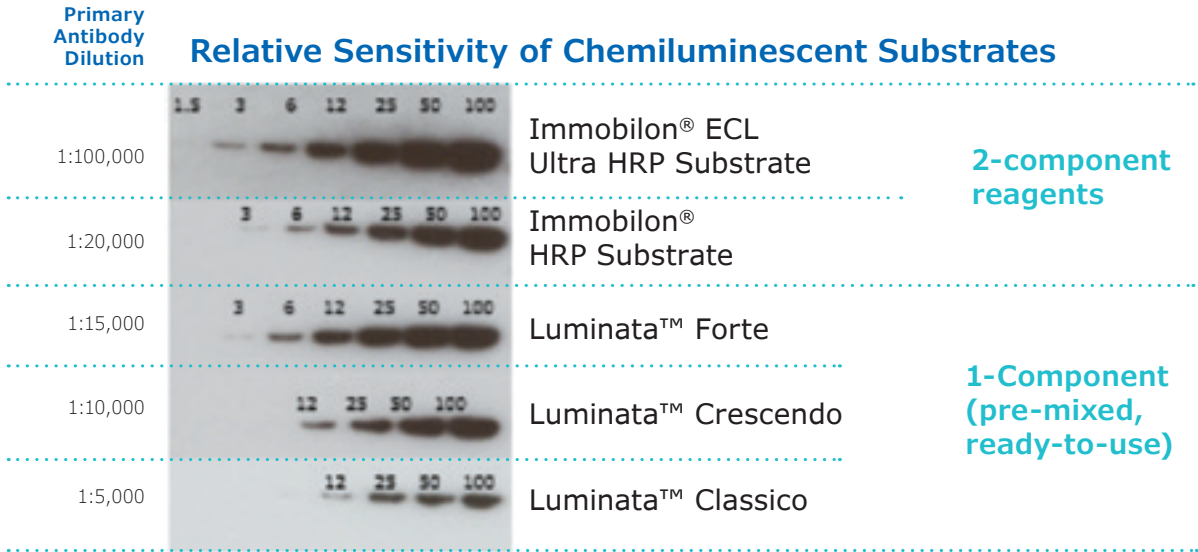 Primary
Antibody
Dilution
Relative Sensitivity of Chemiluminescent Substrates
1.5 3 6 12 25 50 100
1:100,000
Immobilon® ECL
Ultra HRP Substrate
2-component
reagents
3 6 12 25 50 100
1:20,000
Immobilon®
HRP Substrate
3 6 12 25 50 100
1:15,000
Luminata™ Forte
1-Component
(pre-mixed,
ready-to-use)
12 25 50 100
1:10,000
Luminata™ Crescendo
12 25 50 100
1:5,000
Luminata™ Classico